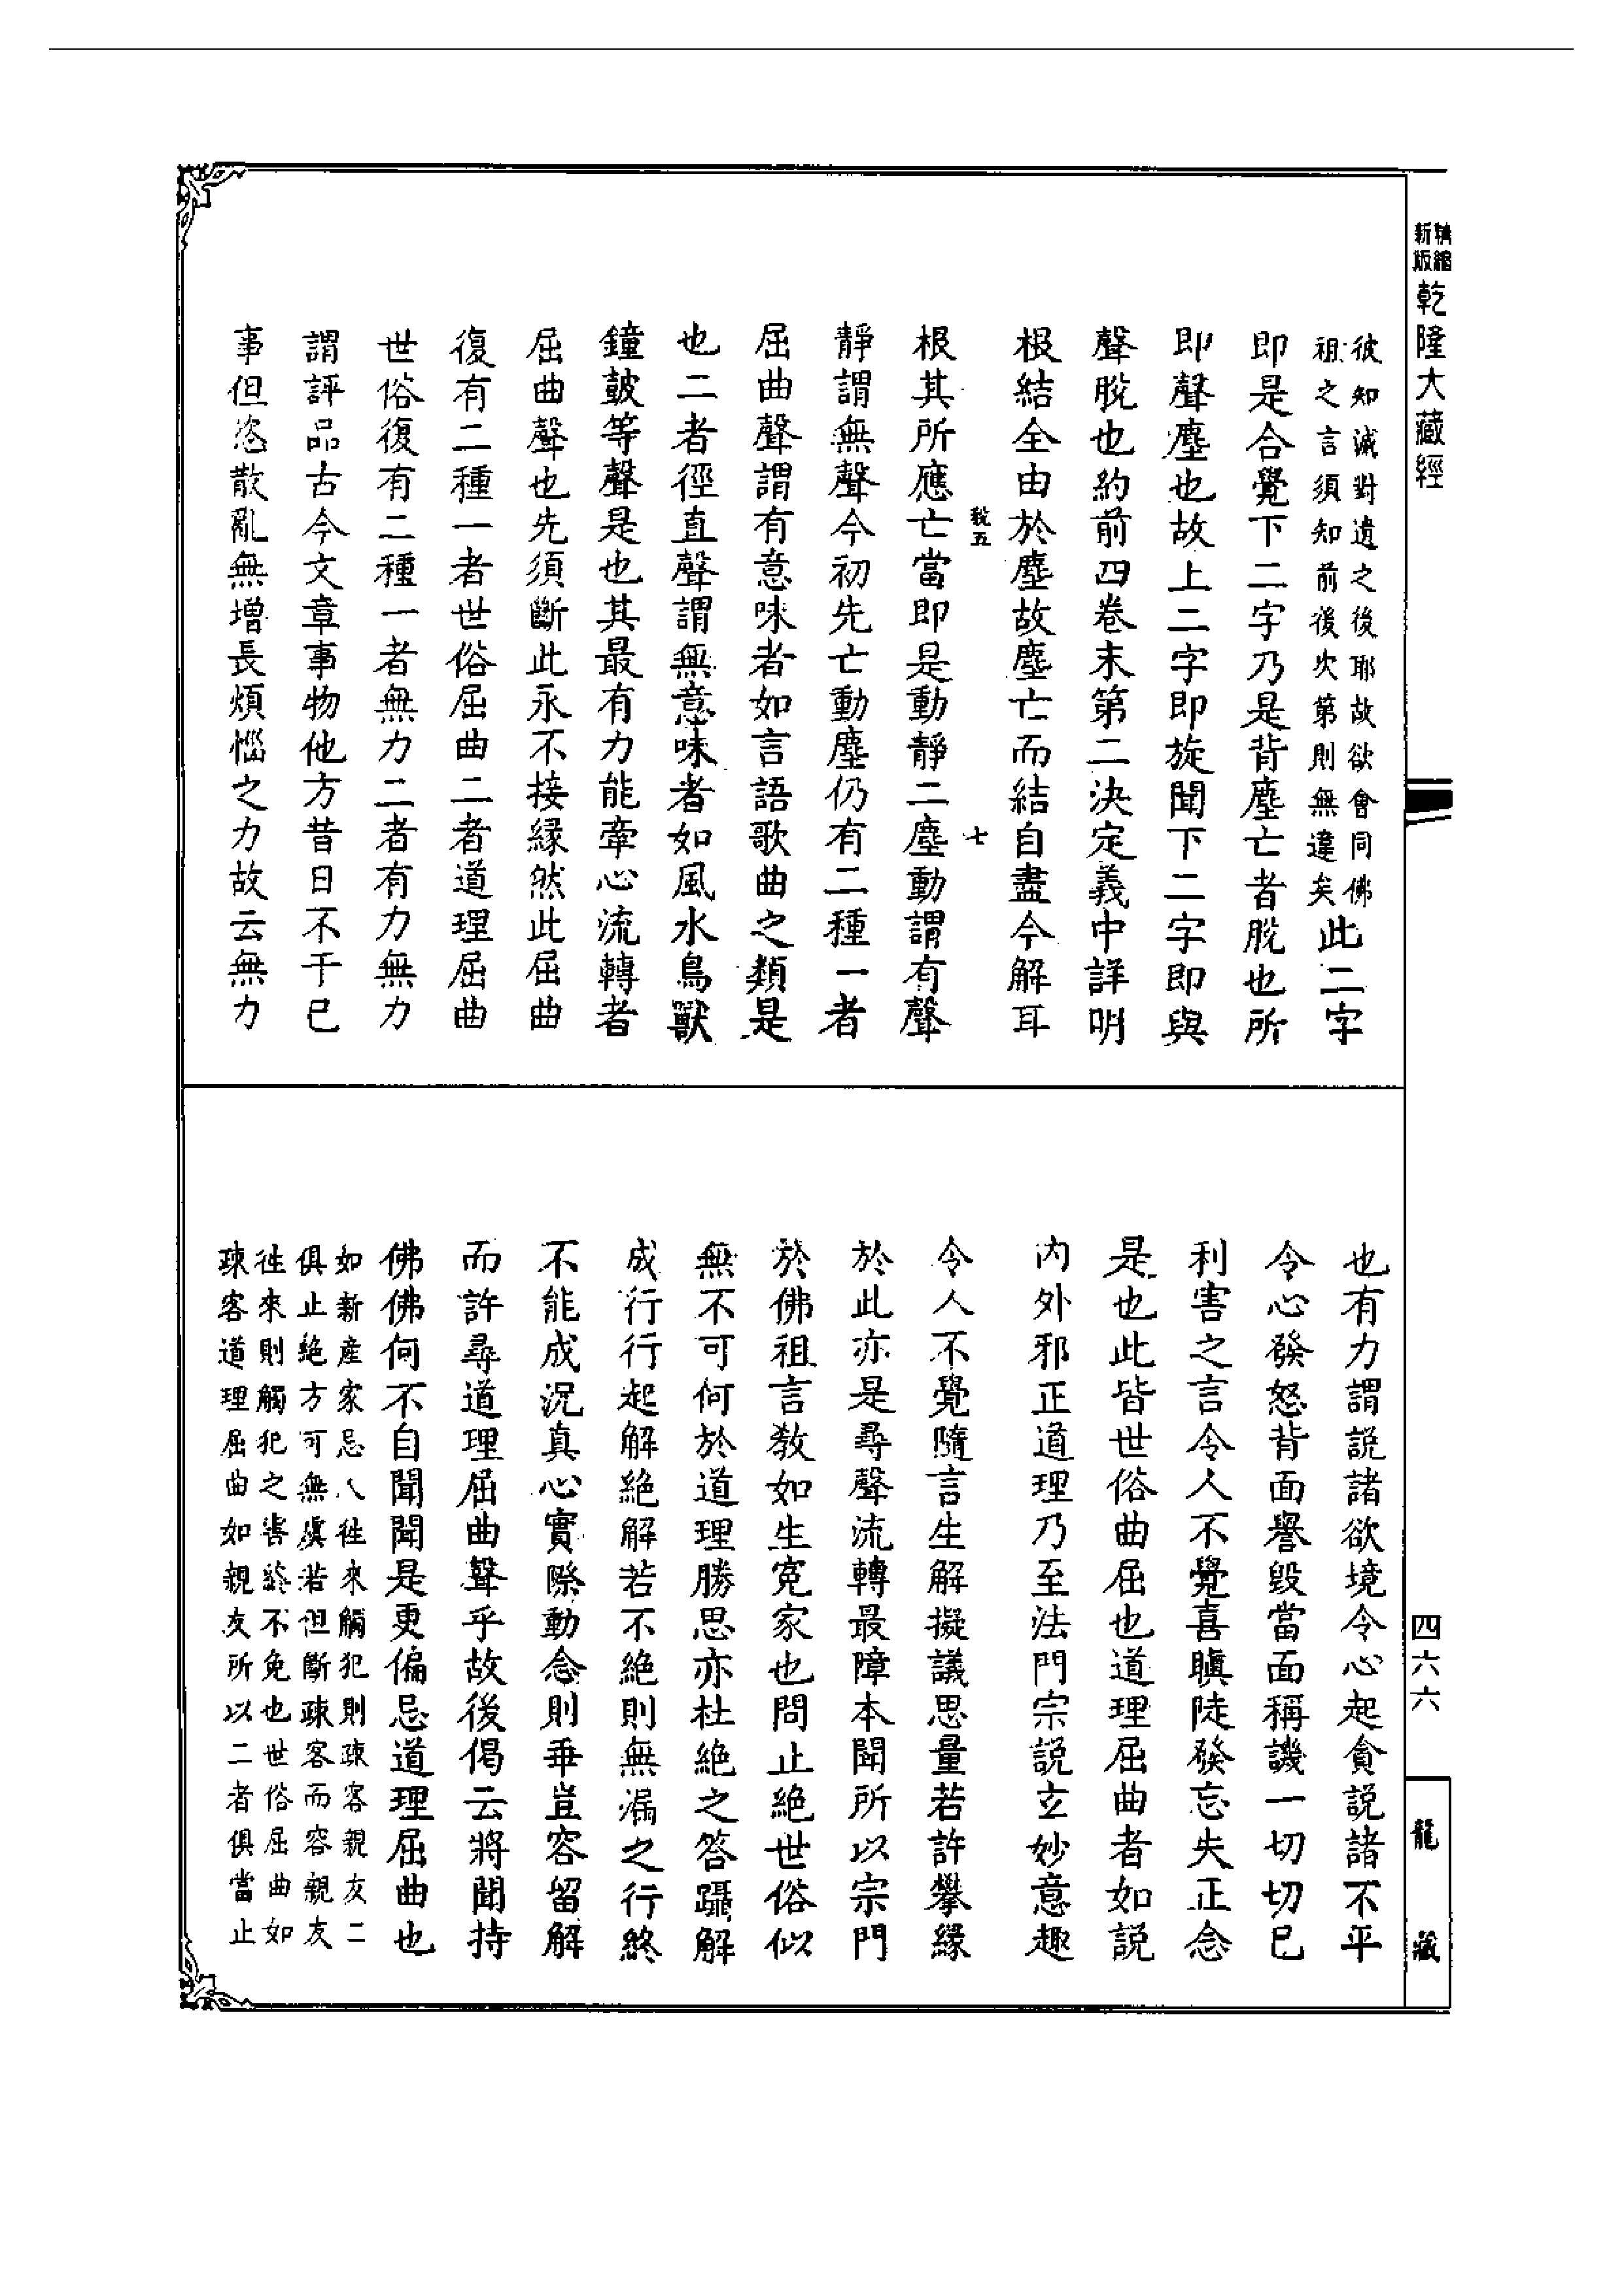 精縮新版乾隆大藏經
四六六
龍藏
彼知滅對遺之後耶故欲會同佛
祖之言須知前後次第則無違矣
此二字
即是合覺下二字乃是背塵亡者脫也所
即聲塵也故上二字即旋聞下二字即與
聲脫也約前四卷末第二決定義中詳明
根結全由於塵故塵亡而結自盡今解耳
五 七
根其所應亡當即是動靜二塵動謂有聲
靜謂無聲今初先亡動塵仍有二種一者
屈曲聲謂有意味者如言語歌曲之類是
也二者徑直聲謂無意味者如風水鳥獸
鐘鼓等聲是也其最有力能牽心流轉者
屈曲聲也先須斷此永不接緣然此屈曲
復有二種一者世俗屈曲二者道理屈曲
世俗復有二種一者無力二者有力無力
謂評品古今文章事物他方昔日不干已
事但恣散亂無增長煩惱之力故云無力
也有力謂説諸欲境令心起貪説諸不平
令心發怒背面譽毀當面稱譏一切切已
利害之言令人不覺喜瞋陡發忘失正念
是也此皆世俗曲屈也道理屈曲者如説
內外邪正道理乃至法門宗説玄妙意趣
令人不覺隨言生解擬議思量若許攀緣
於此亦是尋聲流轉最障本聞所以宗門
於佛祖言教如生冤家也問止絕世俗似
無不可何於道理勝思亦杜絕之答躡解
成行行起解絕解若不絕則無漏之行終
不能成況真心實際動念則乖豈容留解
而許尋道理屈曲聲乎故後偈云將聞持
佛佛何不自聞聞是更偏忌道理屈曲也
如新產家忌人往來觸犯則疎客親友二
俱止絕方可無虞若但斷疎客而容親友
往來則觸犯之害終不免也世俗屈曲如
疎客道理屈曲如親友所以二者俱當止